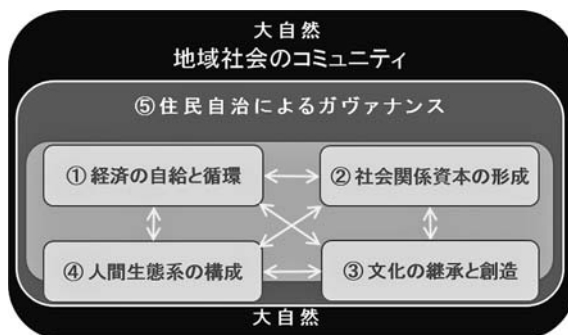 大自然
地域社会のコミュニティ
⑤住民自治によるガヴァナンス
①経済の自給と循環
②社会関係資本の形成
④人間生態系の構成
③文化の継承と創造
大自然